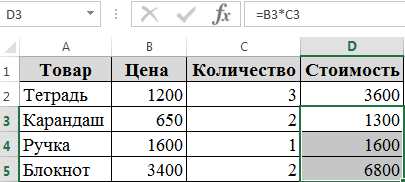 D3 =B3*C3
A B C D
1 Товар Цена Количество Стоимость
2 Тетрадь 1200 3 3600
3 Карандаш 650 2 1300
4 Ручка 1600 1 1600
5 Блокнот 3400 2 6800